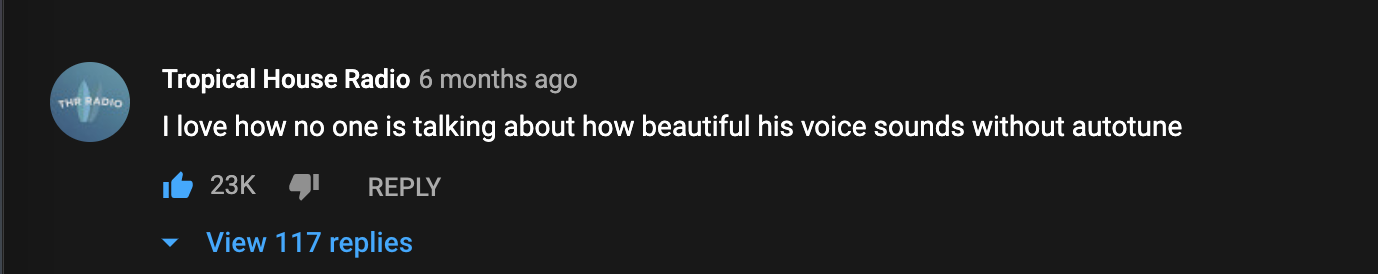 THR RADIO
Tropical House Radio 6 months ago
I love how no one is talking about how beautiful his voice sounds without autotune
23K REPLY
View 117 replies